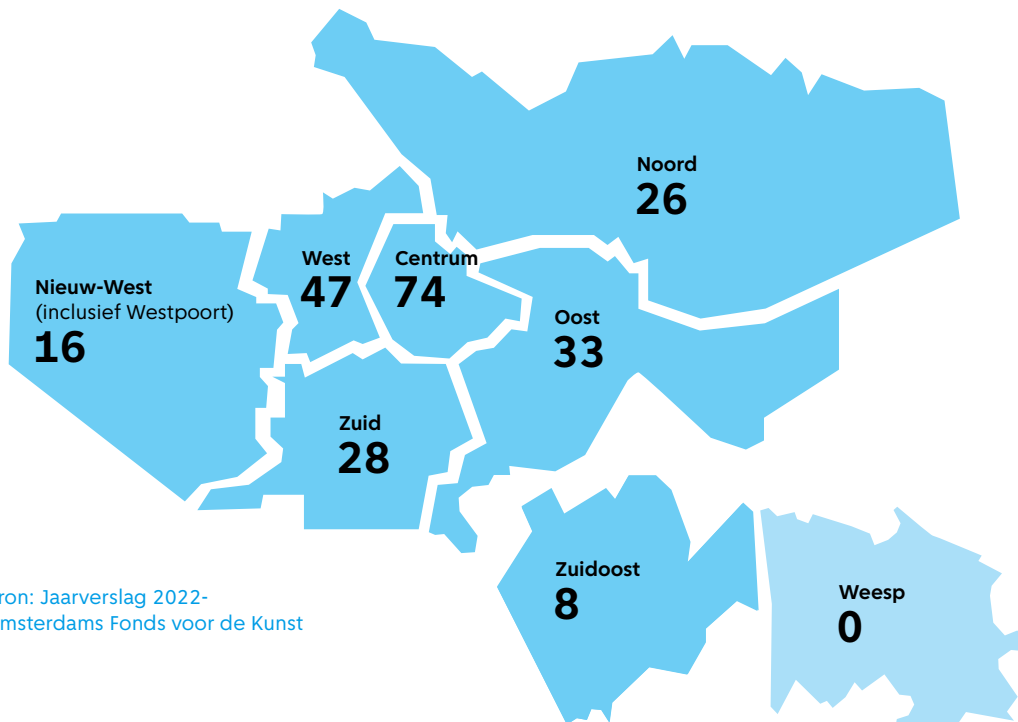 Noord
26
West
47
Centrum
74
Nieuw-West
(inclusief Westpoort)
16
Oost
33
Zuid
28
Zuidoost
8
Weesp
0
ron: Jaarverslag 2022-
msterdams Fonds voor de Kunst